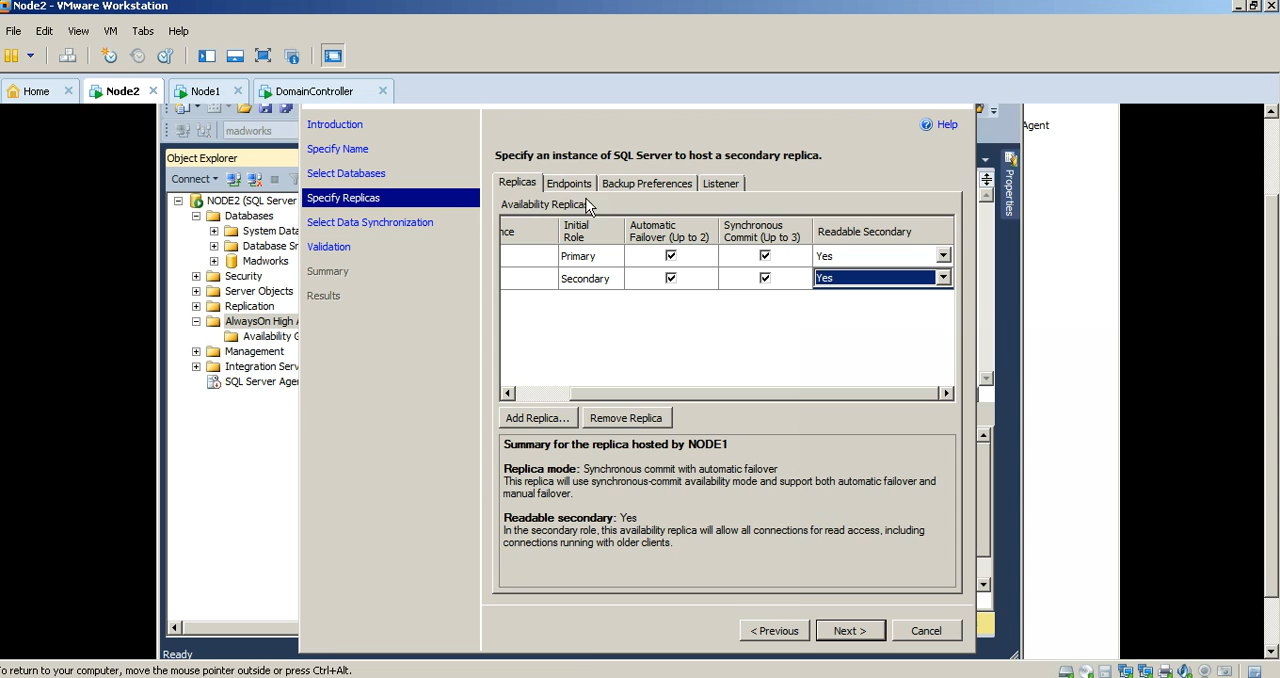 Node2 - VMware Workstation
File Edit View VM Tabs Help
Home Node2 Node1 DomainController
madworks
Object Explorer
Connect
NODE2 (SQL Server
Databases
System Data
Database Sn
Madworks
Security
Server Objects
Replication
AlwaysOn High A
Availability G
Management
Integration Serv
SQL Server Age
Ready
Introduction
Specify Name
Select Databases
Specify Replicas
Select Data Synchronization
Validation
Summary
Results
Help
Specify an instance of SQL Server to host a secondary replica.
Replicas Endpoints Backup Preferences Listener
Availability Replicas
nce Initial Role Automatic Failover (Up to 2) Synchronous Commit (Up to 3) Readable Secondary
Primary Yes
Secondary Yes
Add Replica... Remove Replica
Summary for the replica hosted by NODE1
Replica mode: Synchronous commit with automatic failover
This replica will use synchronous-commit availability mode and support both automatic failover and
manual failover.
Readable secondary: Yes
In the secondary role, this availability replica will allow all connections for read access, including
connections running with older clients.
< Previous Next > Cancel
Agent
Properties
To return to your computer, move the mouse pointer outside or press Ctrl+Alt.